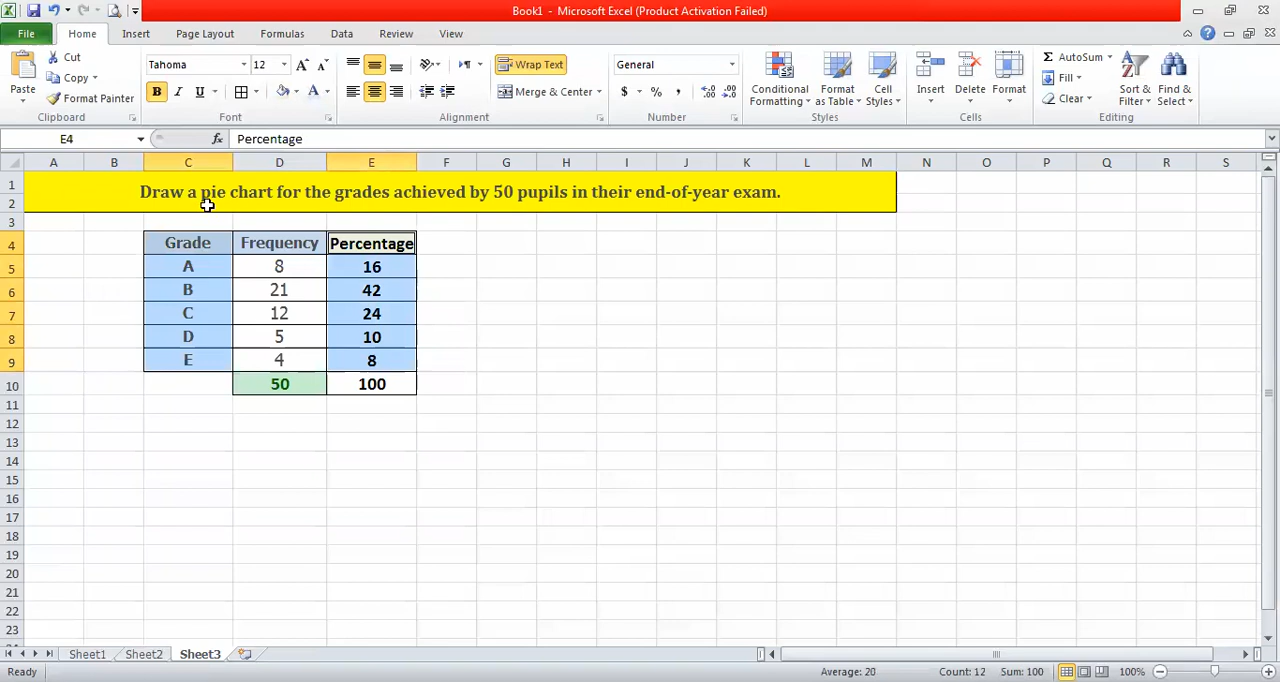 Book1 - Microsoft Excel (Product Activation Failed)
File Home Insert Page Layout Formulas Data Review View
Paste
Cut
Copy
Format Painter
Clipboard
Tahoma 12
B I U
Font
Wrap Text
Merge & Center
Alignment
General
$ % ,
Number
Conditional Formatting
Format as Table
Cell Styles
Styles
Insert
Delete
Format
Cells
AutoSum
Fill
Clear
Sort & Filter
Find & Select
Editing
E4 fx Percentage
A B C D E F G H I J K L M N O P Q R S
1 Draw a pie chart for the grades achieved by 50 pupils in their end-of-year exam.
2
3
4 Grade Frequency Percentage
5 A 8 16
6 B 21 42
7 C 12 24
8 D 5 10
9 E 4 8
10 50 100
11
12
13
14
15
16
17
18
19
20
21
22
23
Sheet1 Sheet2 Sheet3
Ready Average: 20 Count: 12 Sum: 100 100%